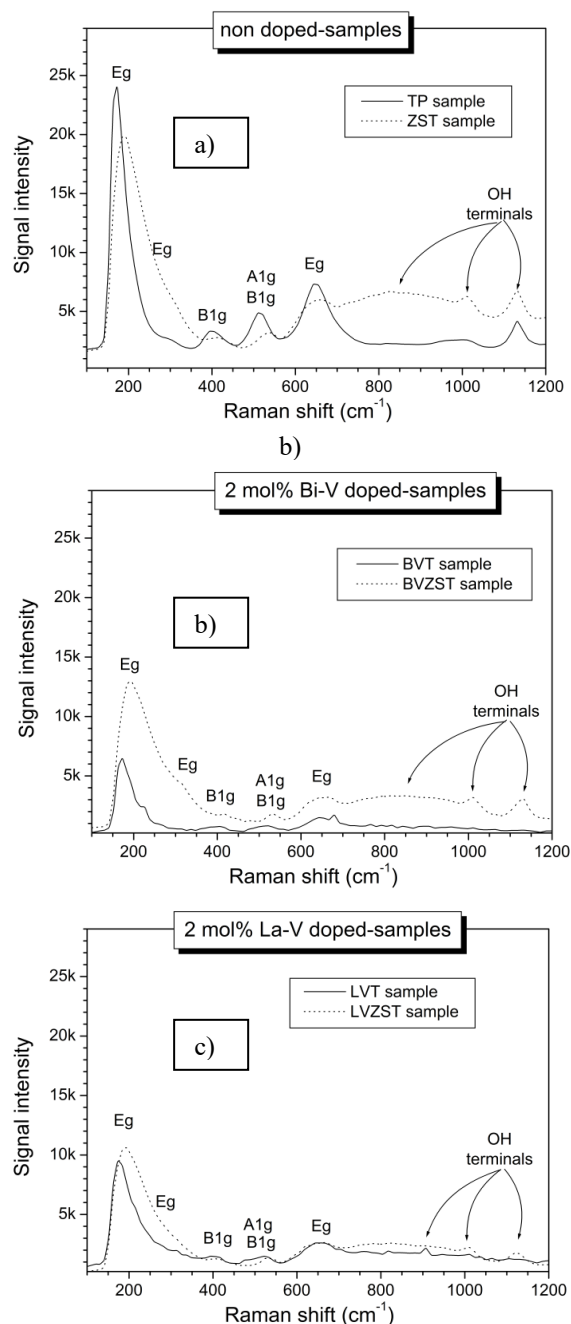 non doped-samples
Eg
25k
20k
15k
10k
5k
Signal intensity
a)
TP sample
ZST sample
Eg
B1g
A1g
B1g
Eg
OH
terminals
200 400 600 800 1000 1200
Raman shift (cm-1)
b)
2 mol% Bi-V doped-samples
25k
20k
15k
10k
5k
Signal intensity
BVT sample
BVZST sample
b)
Eg
Eg
B1g
A1g
B1g
Eg
OH
terminals
200 400 600 800 1000 1200
Raman shift (cm-1)
2 mol% La-V doped-samples
25k
20k
15k
10k
5k
Signal intensity
LVT sample
LVZST sample
c)
Eg
Eg
B1g
A1g
B1g
Eg
OH
terminals
200 400 600 800 1000 1200
Raman shift (cm-1)